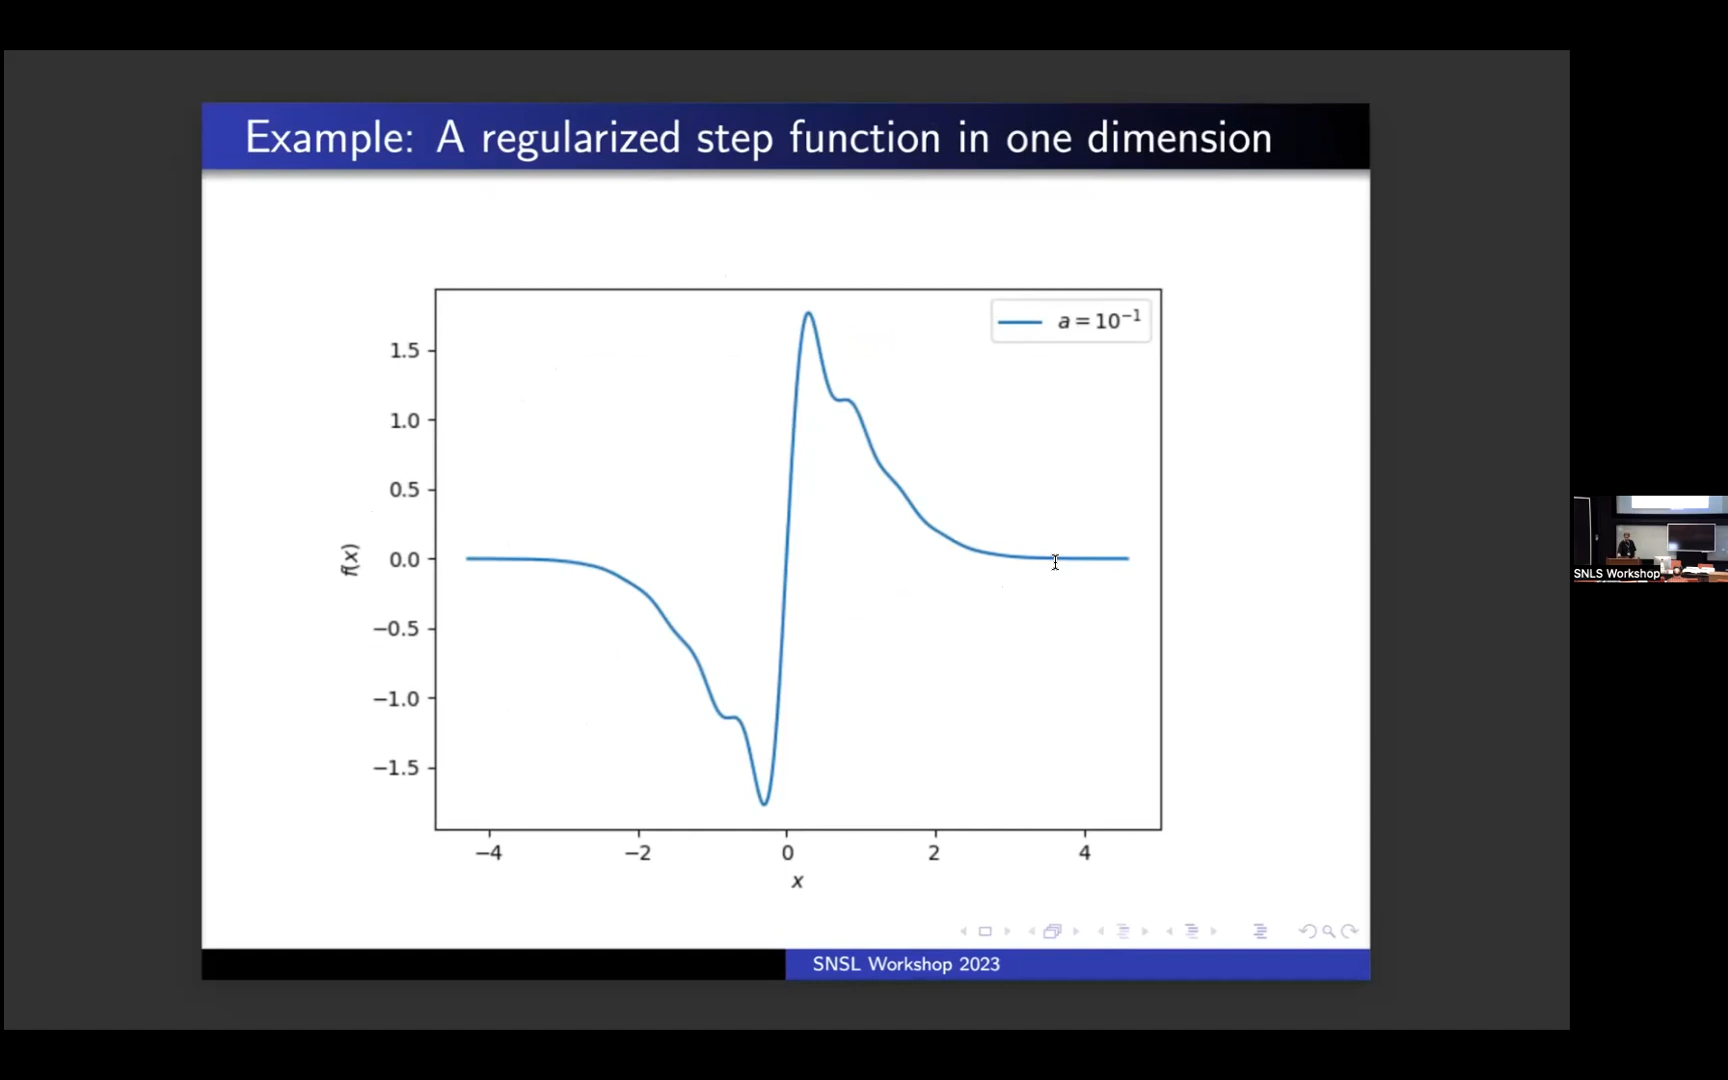 Example: A regularized step function in one dimension
a = 10⁻¹
1.5
1.0
0.5
0.0
−0.5
−1.0
−1.5
f(x)
−4 −2 0 2 4
x
SNSL Workshop 2023
SNLS Workshop